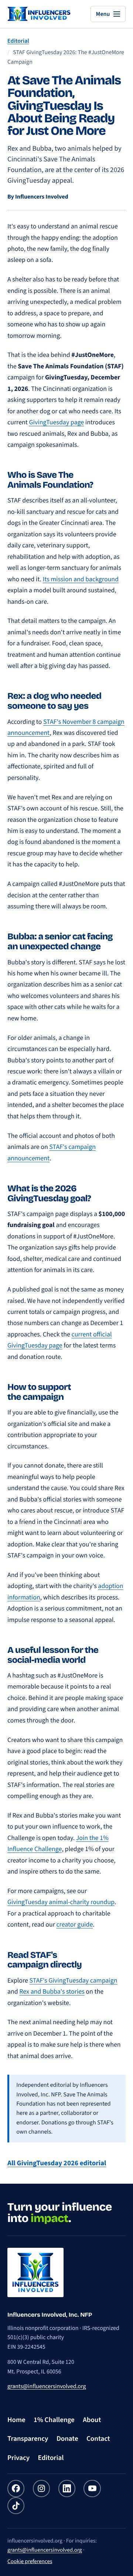 INFLUENCERS
INVOLVED
Menu
Editorial
STAF GivingTuesday 2026: The #JustOneMore
Campaign
At Save The Animals
Foundation,
GivingTuesday Is
About Being Ready
for Just One More
Rex and Bubba, two animals helped by
Cincinnati's Save The Animals
Foundation, are at the center of its 2026
GivingTuesday appeal.
By Influencers Involved
It's easy to understand an animal rescue
through the happy ending: the adoption
photo, the new family, the dog finally
asleep on a sofa.
A shelter also has to be ready before that
ending is possible. There is another animal
arriving unexpectedly, a medical problem
to address, a space to prepare, and
someone who has to show up again
tomorrow morning.
That is the idea behind #JustOneMore,
the Save The Animals Foundation (STAF)
campaign for GivingTuesday, December
1, 2026. The Cincinnati organization is
asking supporters to help it remain ready
for another dog or cat who needs care. Its
current GivingTuesday page introduces
two rescued animals, Rex and Bubba, as
campaign spokesanimals.
Who is Save The
Animals Foundation?
STAF describes itself as an all-volunteer,
no-kill sanctuary and rescue for cats and
dogs in the Greater Cincinnati area. The
organization says its volunteers provide
daily care, veterinary support,
rehabilitation and help with adoption, as
well as longer-term refuge for animals
who need it. Its mission and background
explain a model built around sustained,
hands-on care.
That detail matters to the campaign. An
animal's needs don't arrive neatly in time
for a fundraiser. Food, clean space,
treatment and human attention continue
well after a big giving day has passed.
Rex: a dog who needed
someone to say yes
According to STAF's November 8 campaign
announcement, Rex was discovered tied
up and abandoned in a park. STAF took
him in. The charity now describes him as
affectionate, spirited and full of
personality.
We haven't met Rex and are relying on
STAF's own account of his rescue. Still, the
reason the organization chose to feature
him is easy to understand. The moment a
dog is found abandoned is the moment a
rescue group may have to decide whether
it has the capacity to help.
A campaign called #JustOneMore puts that
decision at the center rather than
assuming there will always be room.
Bubba: a senior cat facing
an unexpected change
Bubba's story is different. STAF says he lost
his home when his owner became ill. The
organization describes him as a senior cat
who likes attention, other cats and
company while he waits for
a new home.
For older animals, a change in
circumstances can be especially hard.
Bubba's story points to another part of
rescue work: there isn't always a villain or
a dramatic emergency. Sometimes people
run into illness, age or loss after they've
intended, and a shelter becomes the place
that helps them through it.
The official account and photos of both
animals are on STAF's campaign
announcement.
What is the 2026
GivingTuesday goal?
STAF's campaign page displays a $100,000
fundraising goal and encourages
donations in support of #JustOneMore.
The organization says gifts help provide
food, shelter, medical care and continued
attention for animals in its care.
A published goal is not the same as money
raised. We have not independently verified
a current total or campaign progress, and
those numbers can change after December 1
approaches. Check the current official
GivingTuesday page for the latest terms
and donation route.
How to support
the campaign
If you are able to give financially, use the
organization's official site and make a
contribution appropriate to your
circumstances.
If you cannot donate, there are still
concrete ways to help someone else
understand the cause. You could share Rex
and Bubba's official stories with someone
who cares about rescue, or introduce STAF
to a friend in the Cincinnati area who
might want to volunteer or learn about
adoption. Make clear that you're sharing
STAF's campaign in your own voice.
And if you've been thinking about
adopting, start with the charity's adoption
information, which describes its process.
Adoption is a serious commitment, not an
impulse response to a seasonal appeal.
A useful lesson for the
social-media world
A hashtag such as #JustOneMore is
memorable because it points to a real
choice. Behind it are people making space
and providing care when another animal
comes through the door.
Creators who want to share this campaign
have a good place to begin: read the
original stories, be specific about the
moment represented, and help their audience get to
STAF's information. The real stories are
compelling enough as they are.
If Rex and Bubba's stories make you want
to put your own influence to work, the
Challenge is open today. Join the 1%
Influence Challenge, pledge 1% of your
creator income to a charity you choose,
and inspire others to do the same.
For more campaigns, see our
GivingTuesday animal-charity roundup.
For a practical approach to charitable
content, read our creator guide.
Read STAF's
campaign directly
Explore STAF's GivingTuesday campaign
and Rex and Bubba's stories on the
organization's website.
The next animal needing help may not
arrive on December 1. The point of the
appeal is to make sure help is there when
that animal does arrive.
Independent editorial by Influencers
Involved, Inc. NFP. Save The Animals
Foundation has not been represented
here as a partner, collaborator or
endorser. Donations go through STAF's
own channels.
All GivingTuesday 2026 editorial
Turn your influence
into impact.
INFLUENCERS
INVOLVED
Influencers Involved, Inc. NFP
Illinois nonprofit corporation · IRS-recognized
501(c)(3) public charity
EIN 39-2242545
800 W Central Rd, Suite 120
Mt. Prospect, IL 60056
grants@influencersinvolved.org
Home 1% Challenge About
Transparency Donate Contact
Privacy Editorial
influencersinvolved.org · For inquiries:
grants@influencersinvolved.org
Cookie preferences